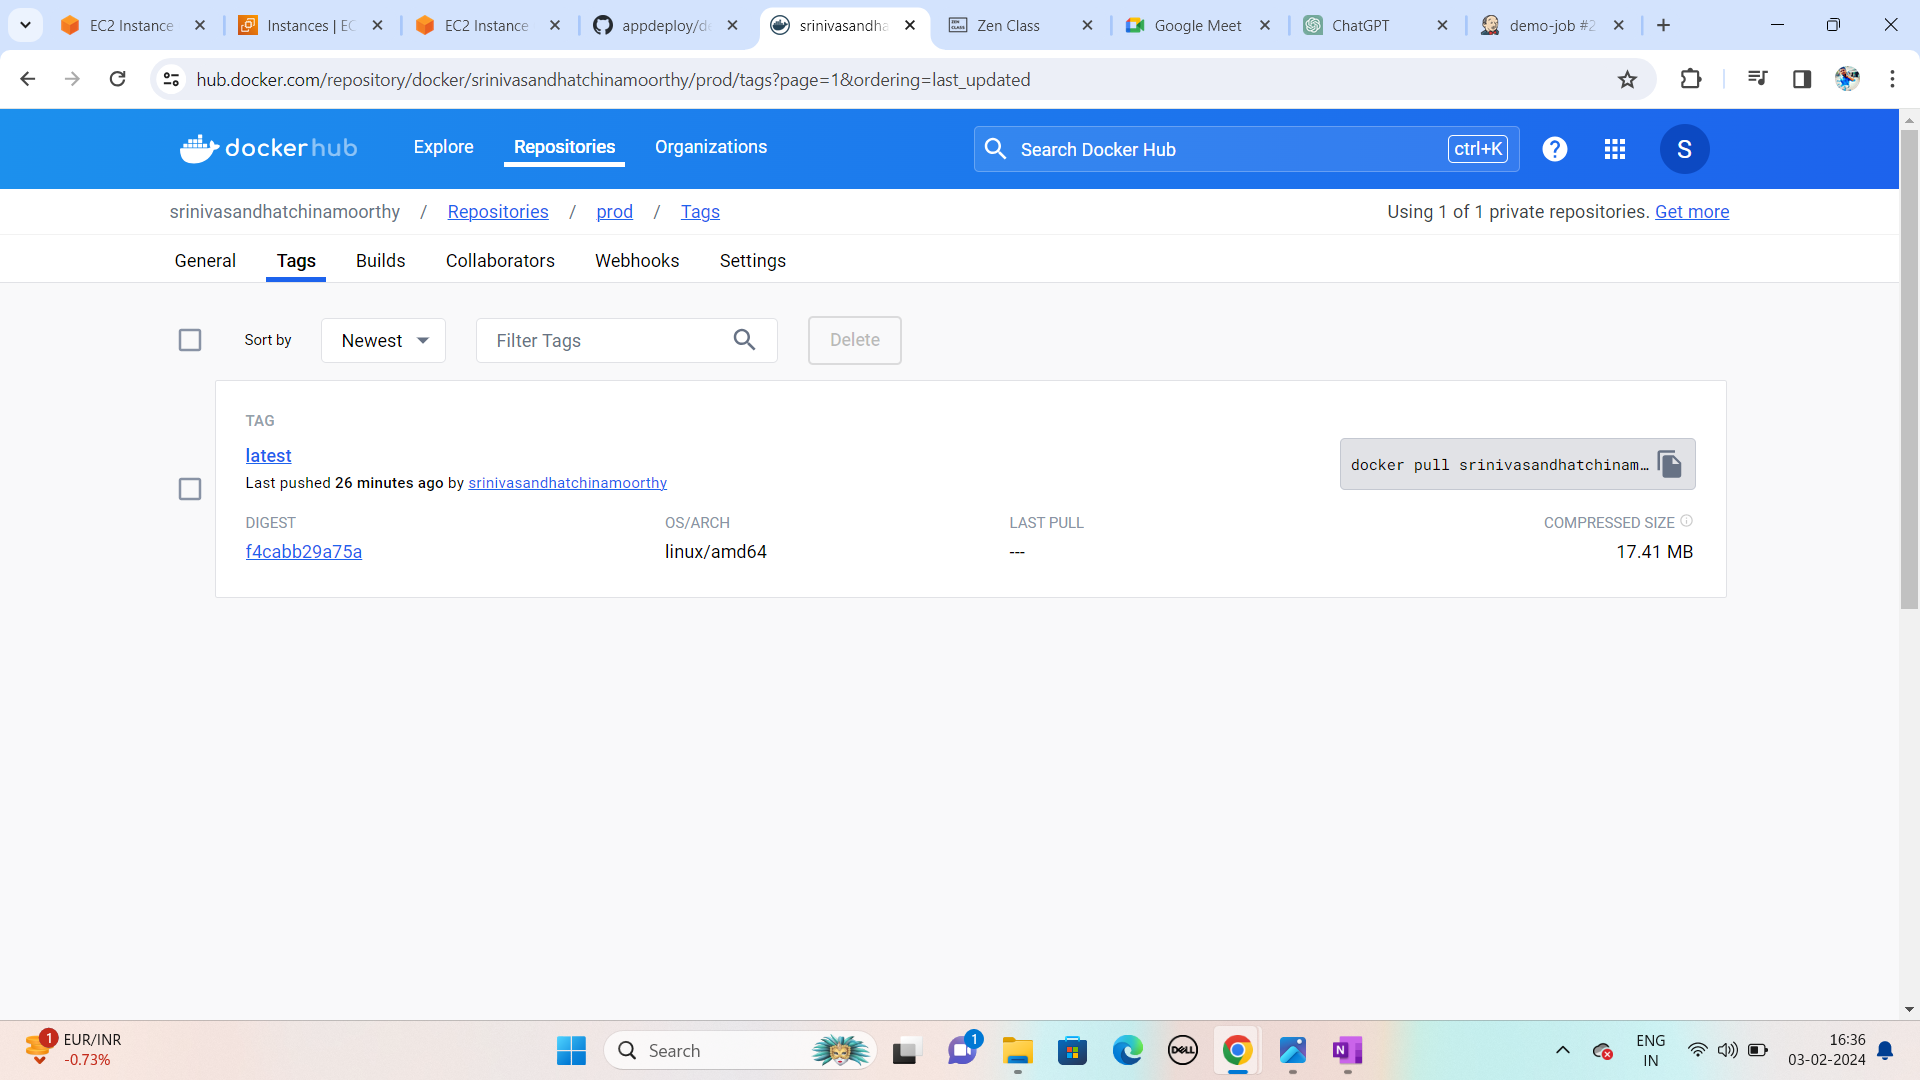 EC2 Instance
Instances | EC
EC2 Instance
appdeploy/de
srinivasandha
Zen Class
Google Meet
ChatGPT
demo-job #2
hub.docker.com/repository/docker/srinivasandhatchinamoorthy/prod/tags?page=1&ordering=last_updated
dockerhub
Explore
Repositories
Organizations
Search Docker Hub
ctrl+K
S
srinivasandhatchinamoorthy / Repositories / prod / Tags
Using 1 of 1 private repositories. Get more
General
Tags
Builds
Collaborators
Webhooks
Settings
Sort by
Newest
Filter Tags
Delete
TAG
latest
docker pull srinivasandhatchinam…
Last pushed 26 minutes ago by srinivasandhatchinamoorthy
DIGEST
OS/ARCH
LAST PULL
COMPRESSED SIZE
f4cabb29a75a
linux/amd64
---
17.41 MB
1
EUR/INR
-0.73%
Search
1
DELL
N
ENG
IN
16:36
03-02-2024